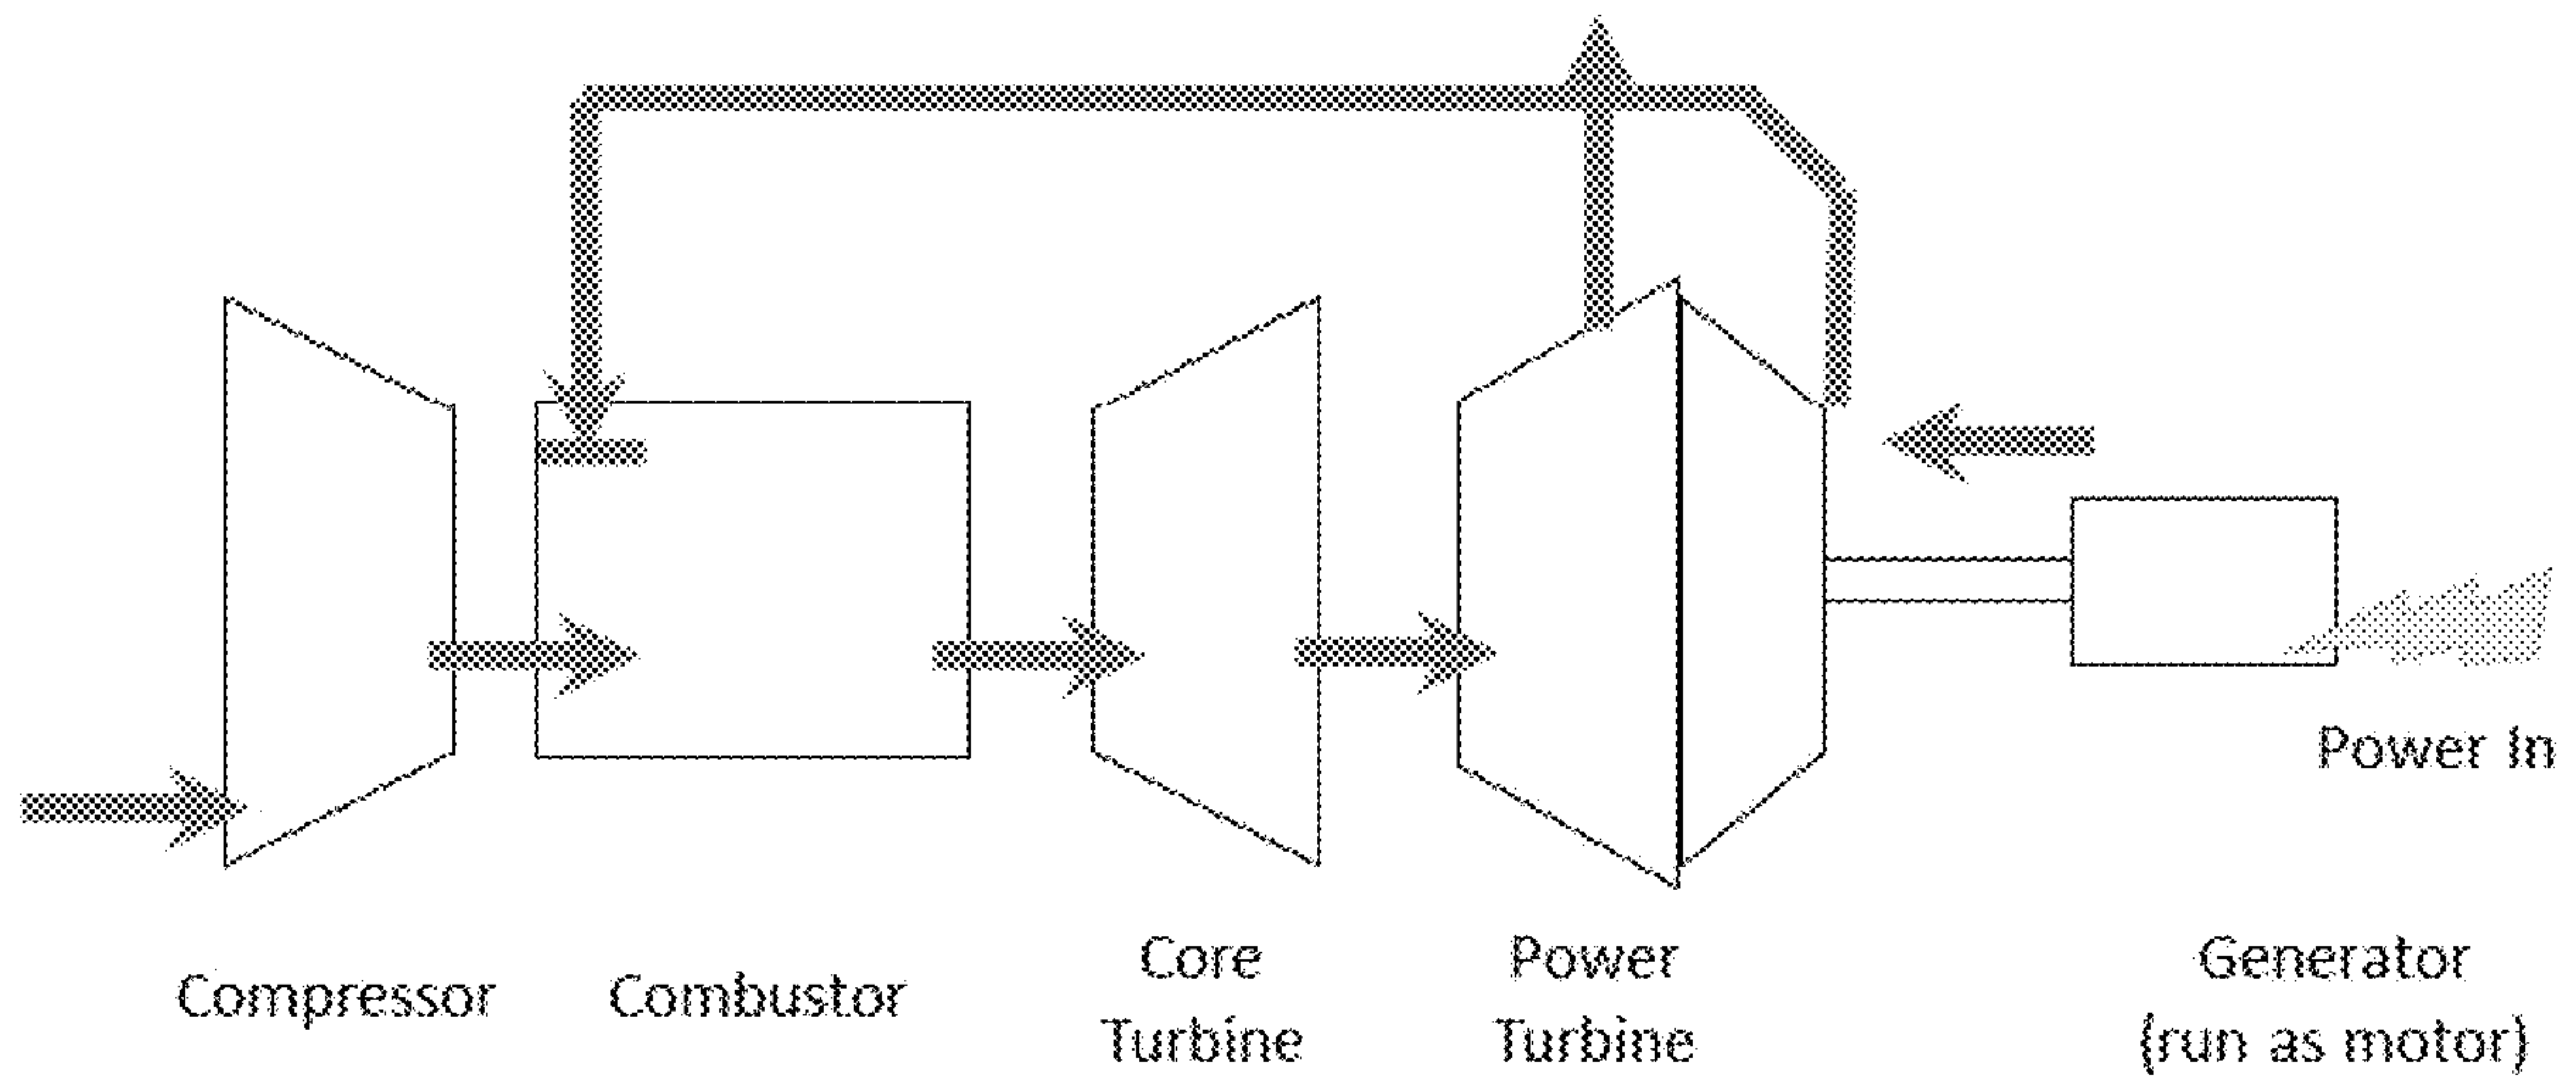 Power In
Compressor
Combustor
Core
Turbine
Power
Turbine
Generator
(run as motor)